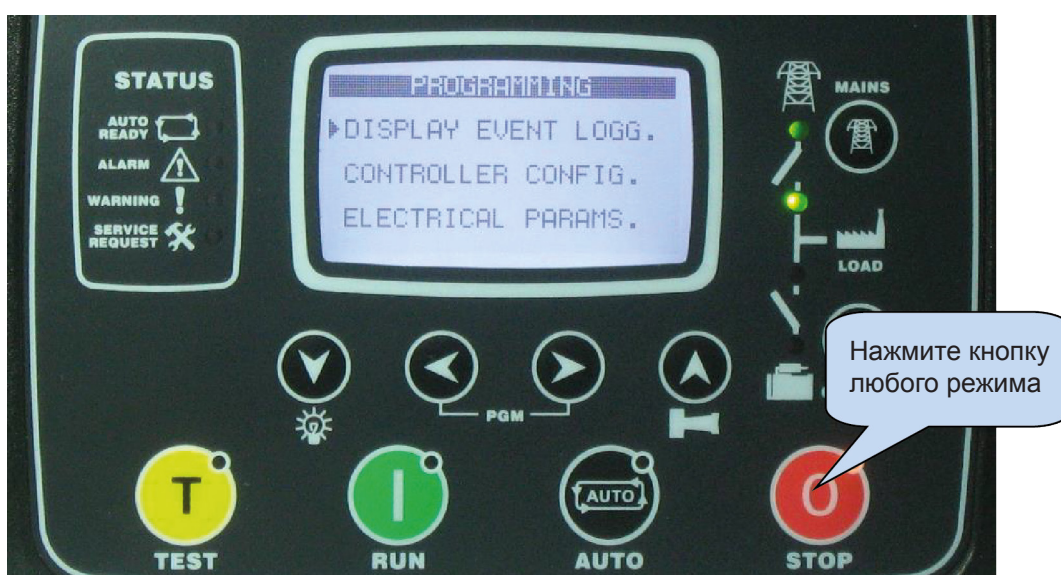 STATUS
AUTO
READY
ALARM
WARNING
!
SERVICE
REQUEST
PROGRAMMING
DISPLAY EVENT LOGG.
CONTROLLER CONFIG.
ELECTRICAL PARAMS.
MAINS
LOAD
Нажмите кнопку
любого режима
PGM
T
TEST
I
RUN
AUTO
AUTO
O
STOP